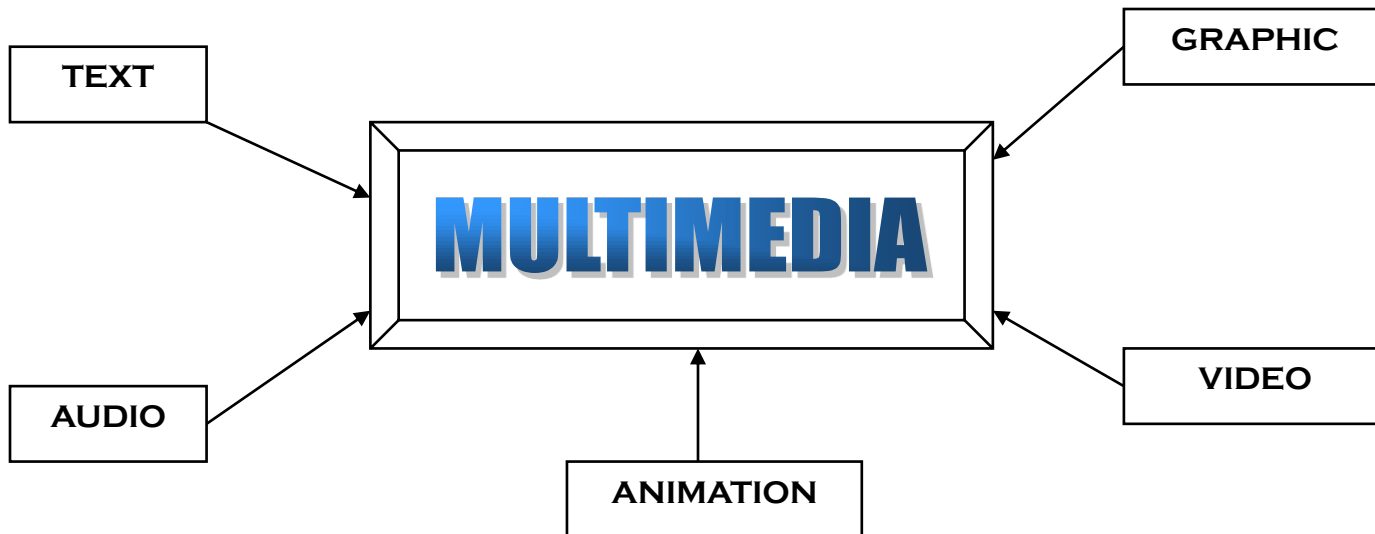 TEXT
GRAPHIC
MULTIMEDIA
AUDIO
VIDEO
ANIMATION